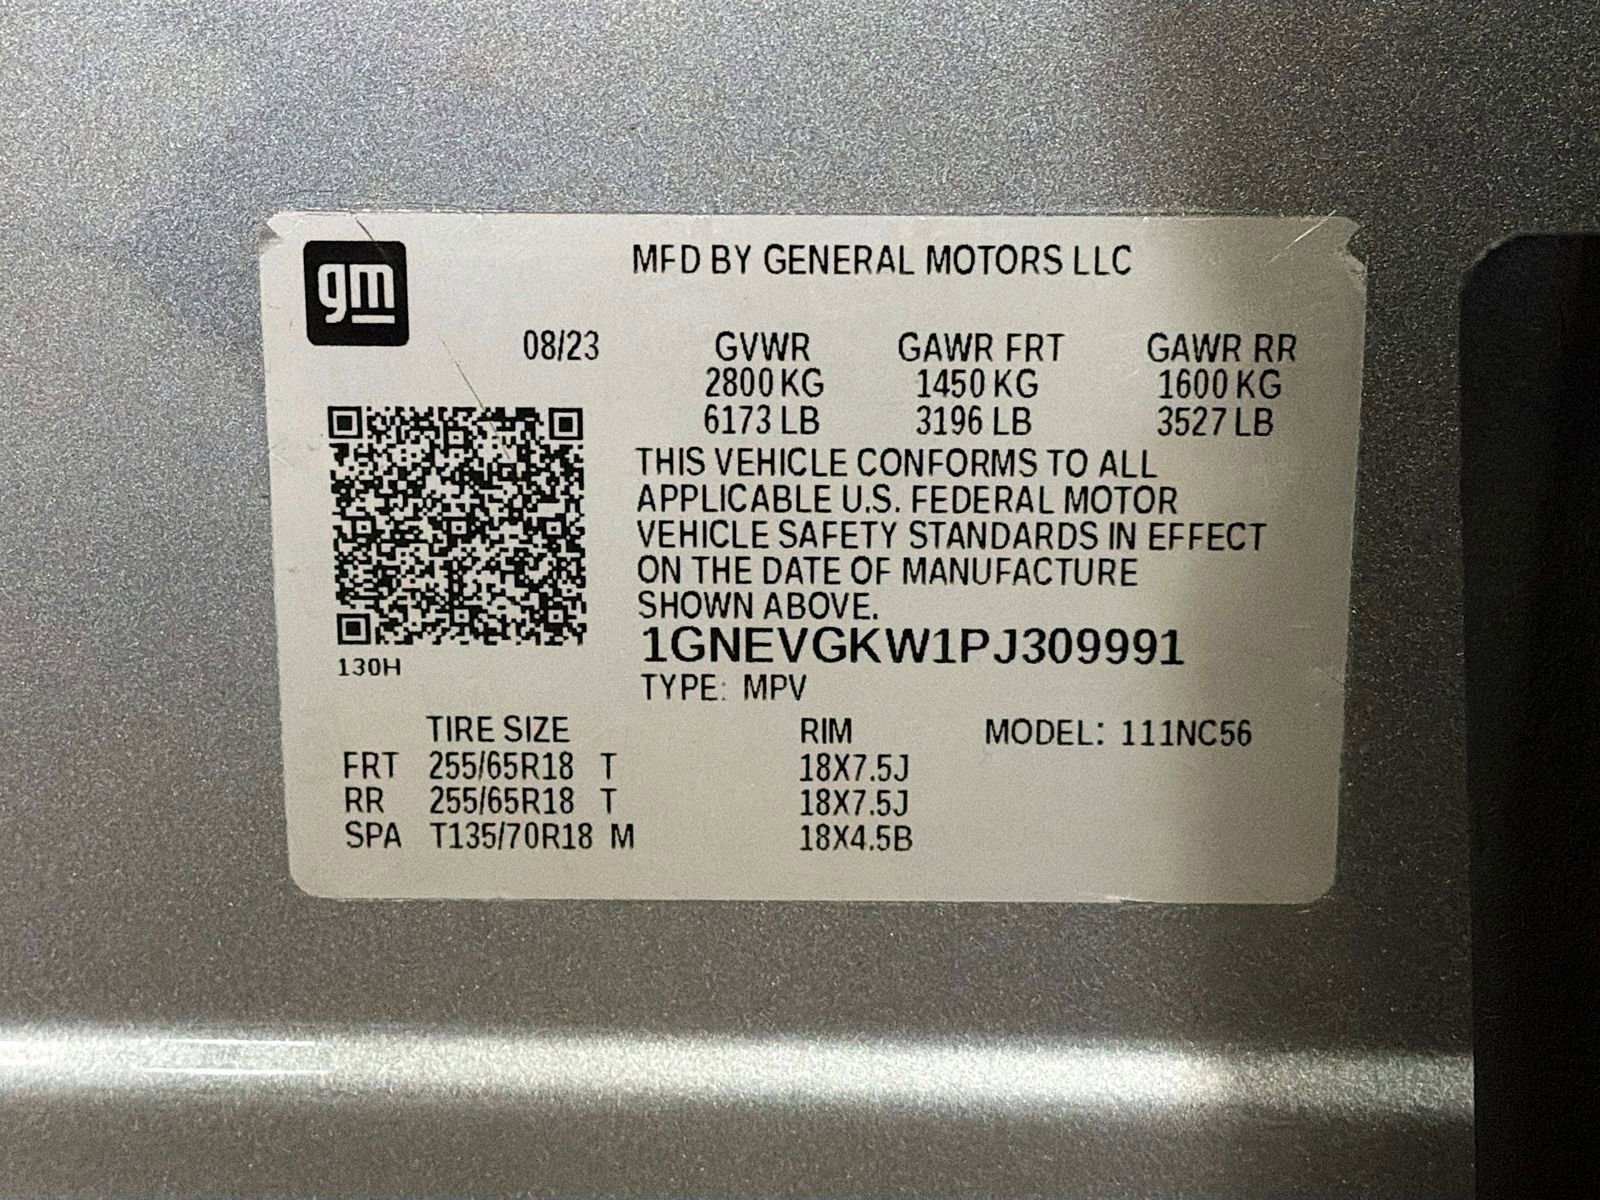 gm
MFD BY GENERAL MOTORS LLC
08/23 GVWR GAWR FRT GAWR RR
2800 KG 1450 KG 1600 KG
6173 LB 3196 LB 3527 LB
THIS VEHICLE CONFORMS TO ALL
APPLICABLE U.S. FEDERAL MOTOR
VEHICLE SAFETY STANDARDS IN EFFECT
ON THE DATE OF MANUFACTURE
SHOWN ABOVE.
1GNEVGKW1PJ309991
130H
TYPE: MPV
TIRE SIZE RIM MODEL: 111NC56
FRT 255/65R18 T 18X7.5J
RR 255/65R18 T 18X7.5J
SPA T135/70R18 M 18X4.5B